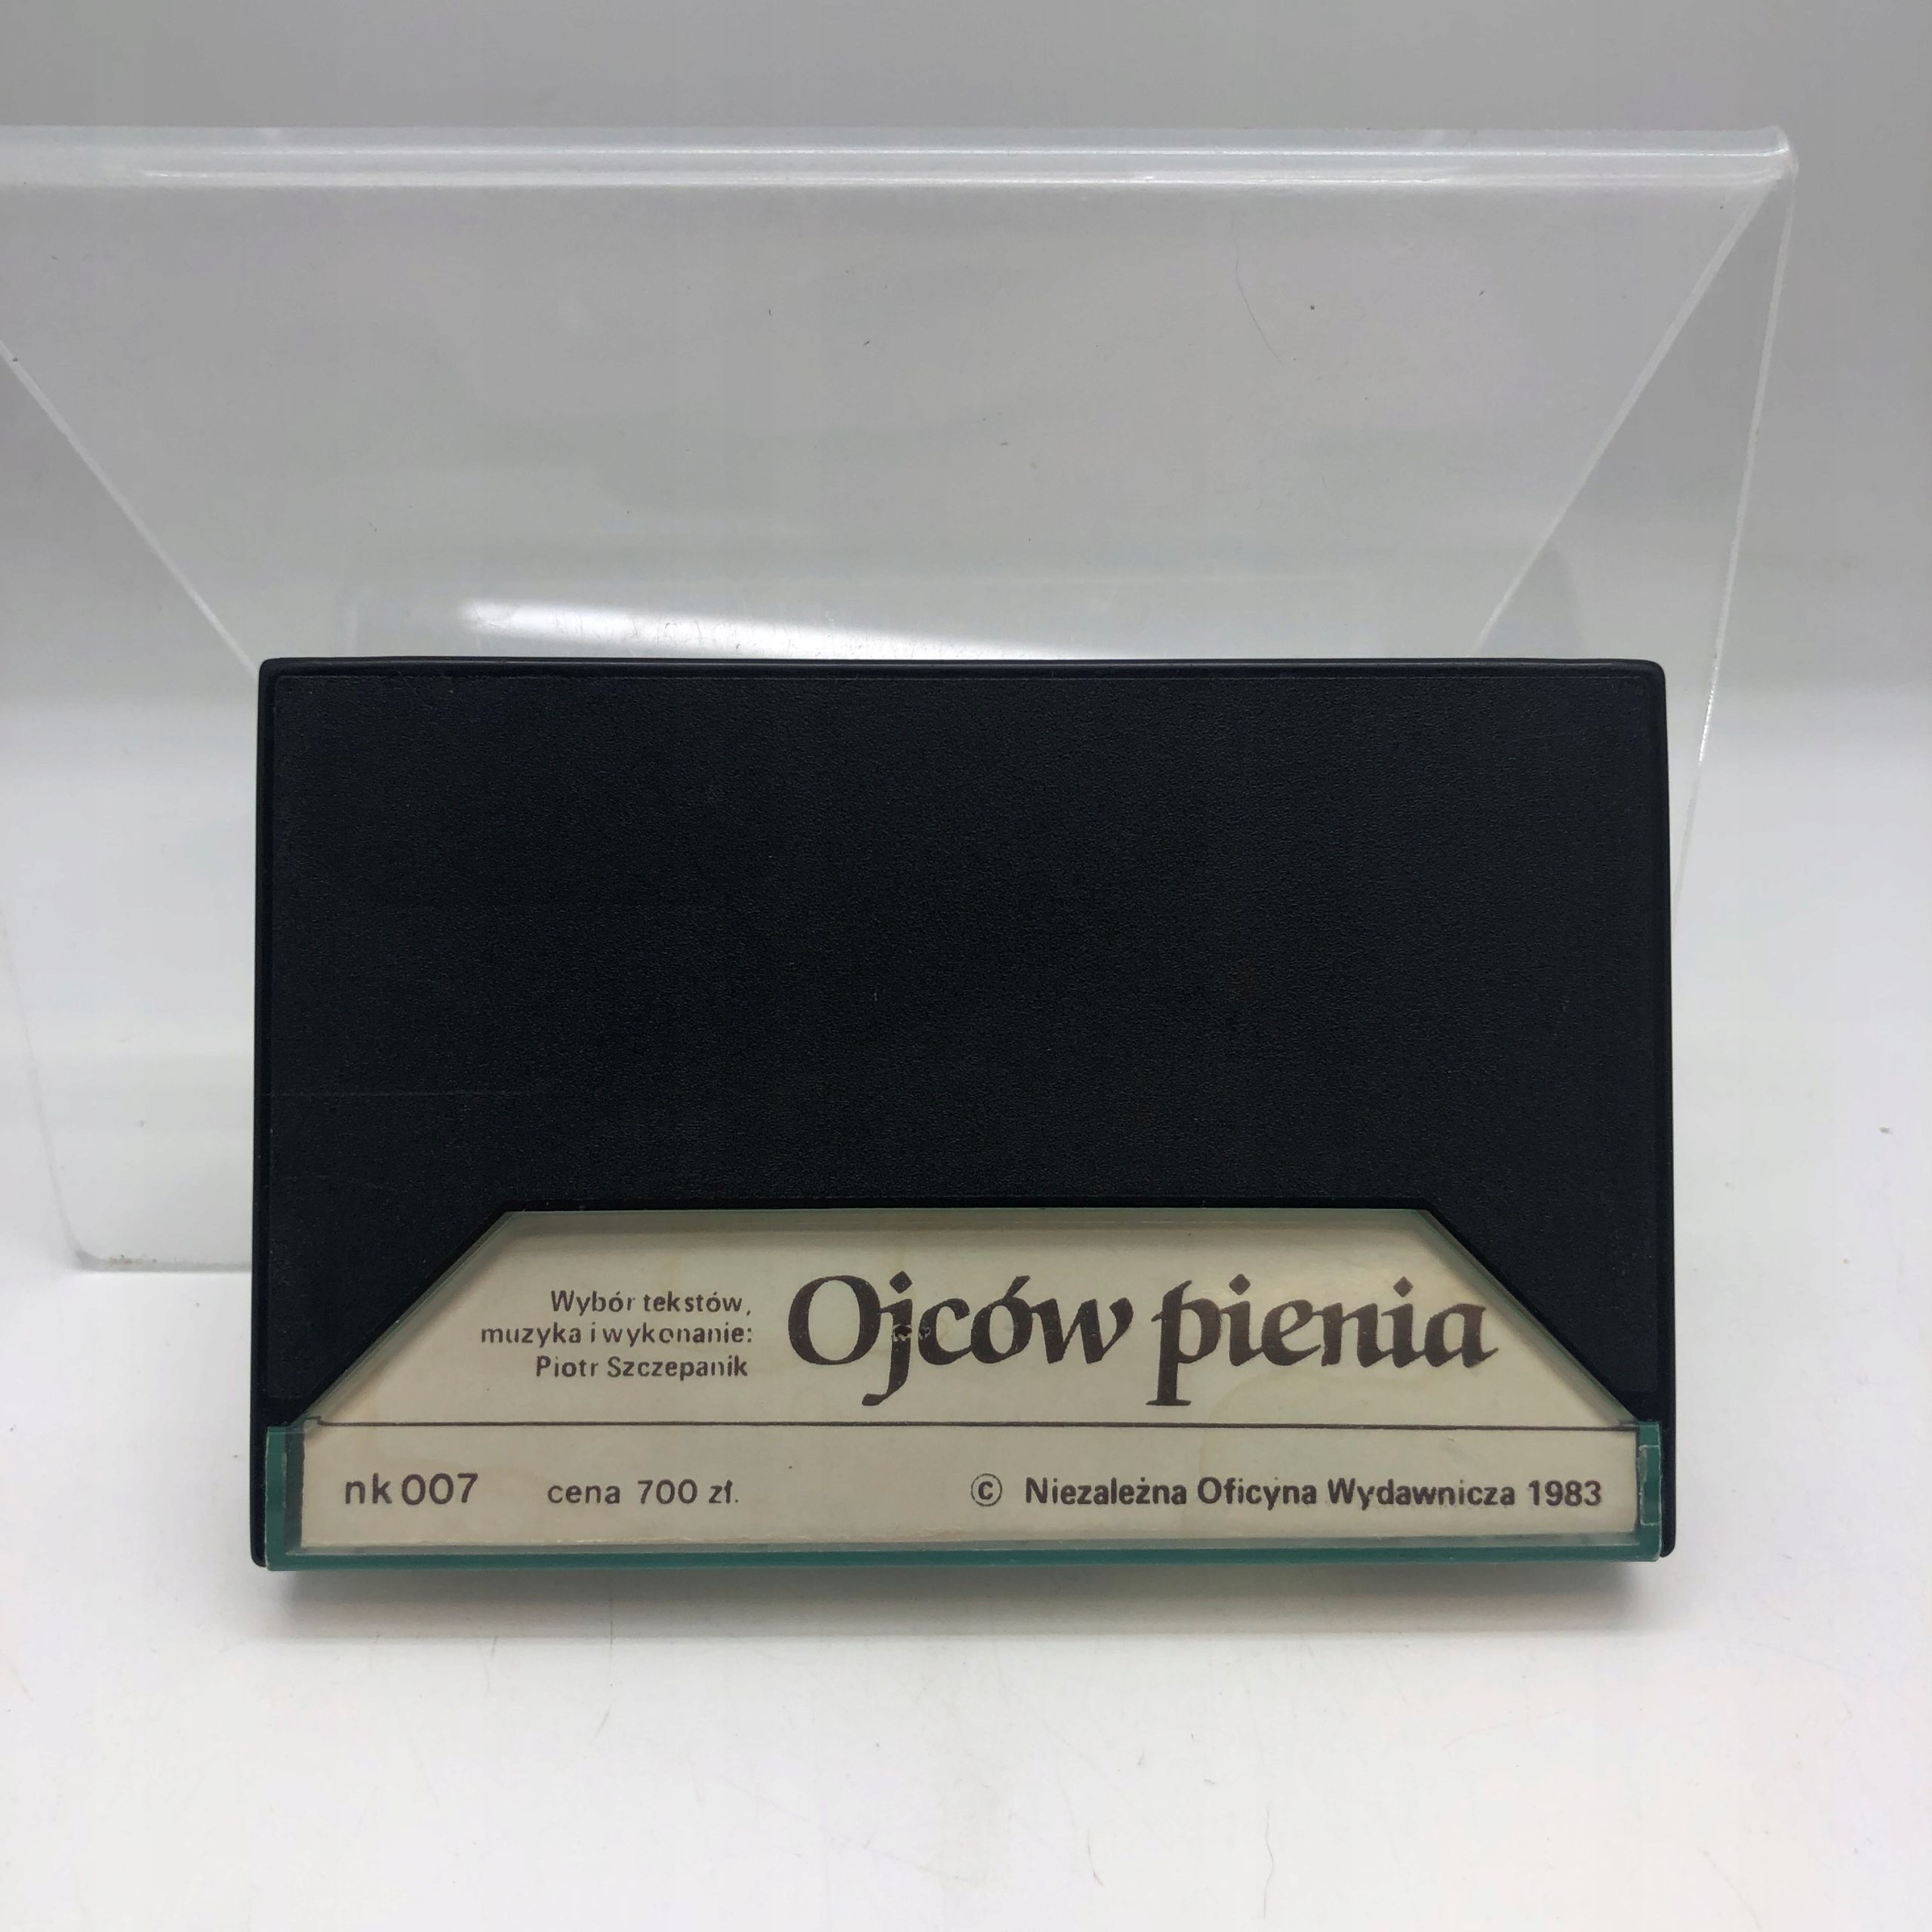 Wybór tekstów,
muzyka i wykonanie:
Piotr Szczepanik
Ojców pienia
nk 007 cena 700 zł. © Niezależna Oficyna Wydawnicza 1983